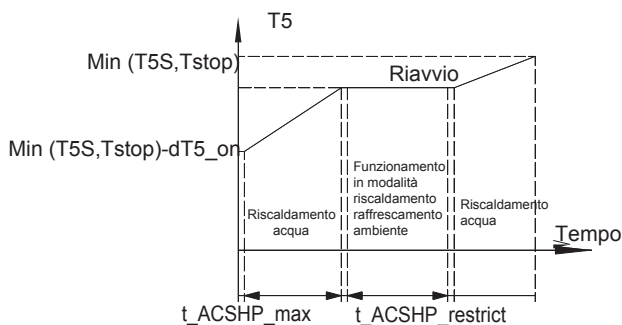 T5
Min (T5S,Tstop)
Riavvio
Min (T5S,Tstop)-dT5_on
Riscaldamento
acqua
Funzionamento
in modalità
riscaldamento
raffrescamento
ambiente
Riscaldamento
acqua
Tempo
t_ACSHP_max
t_ACSHP_restrict